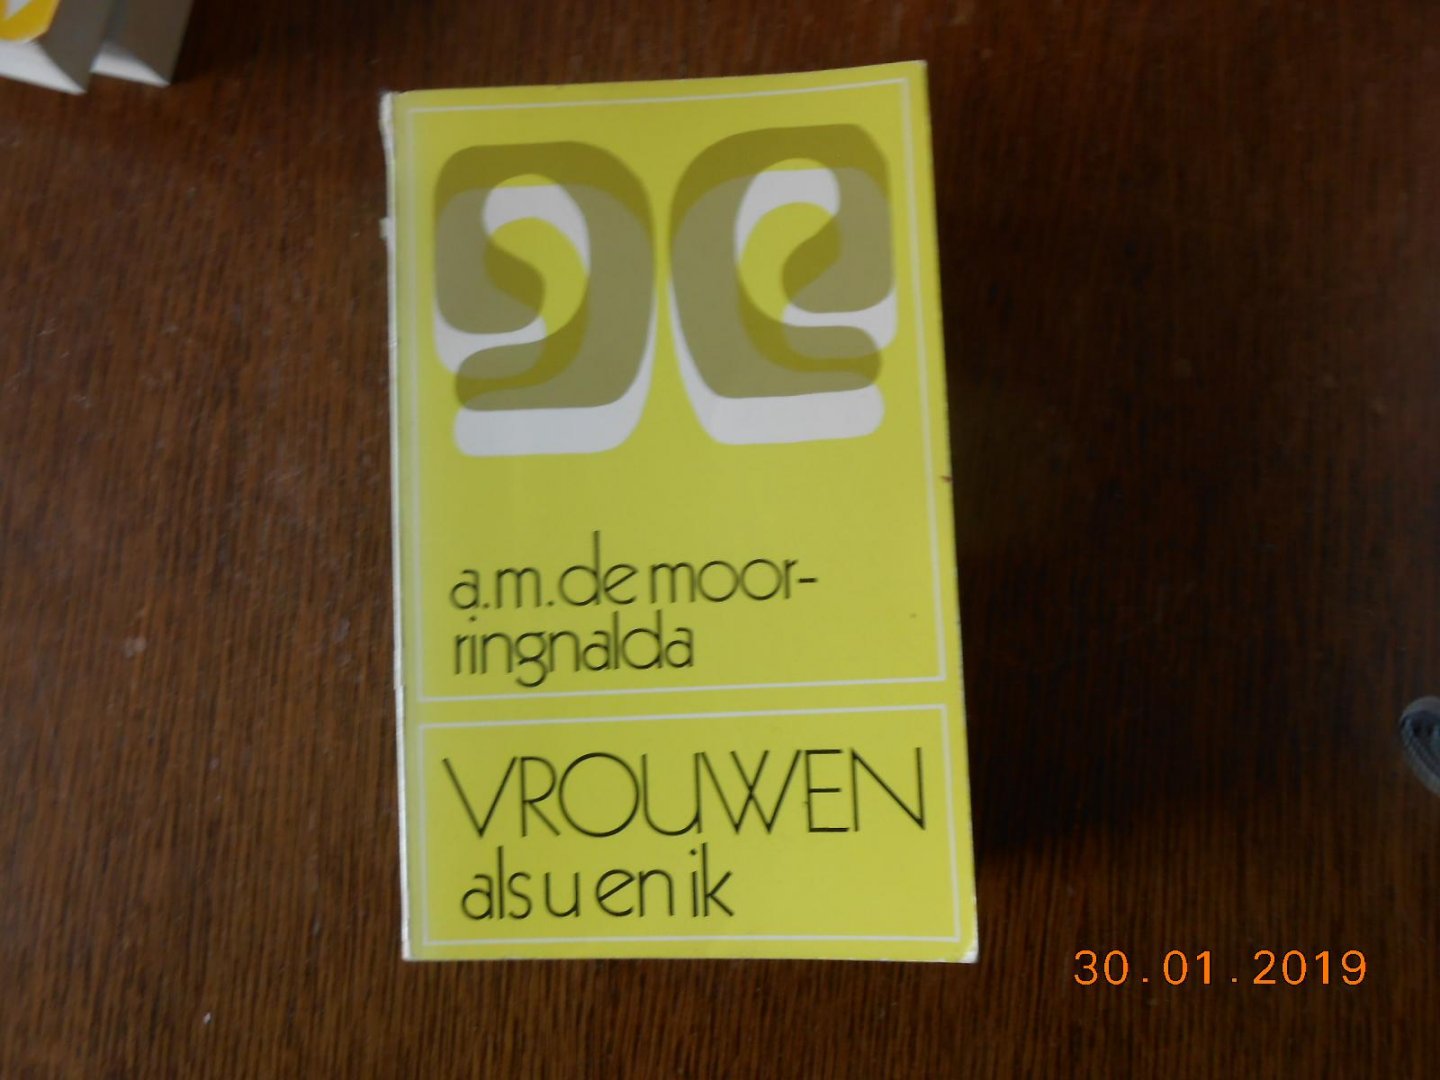 a.m.de moor-
ringnalda
VROUWEN
als u en ik
30.01.2019